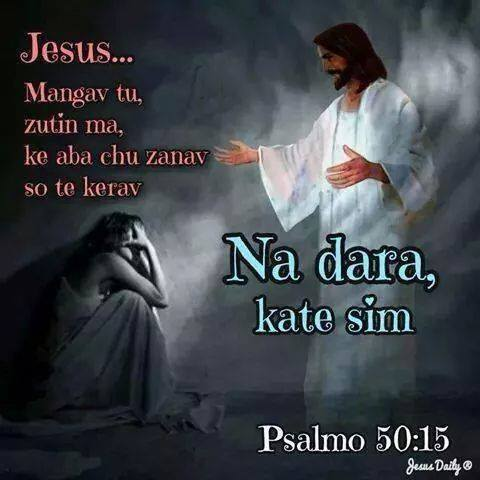 Jesus...
Mangav tu,
zutin ma,
ke aba chu zanav
so te kerav
Na dara,
kate sim
Psalmo 50:15
Jesus Daily ®